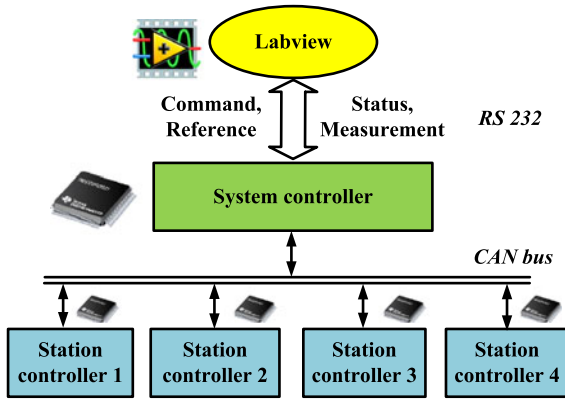 Labview
Command,
Reference
Status,
Measurement
RS 232
System controller
CAN bus
Station
controller 1
Station
controller 2
Station
controller 3
Station
controller 4